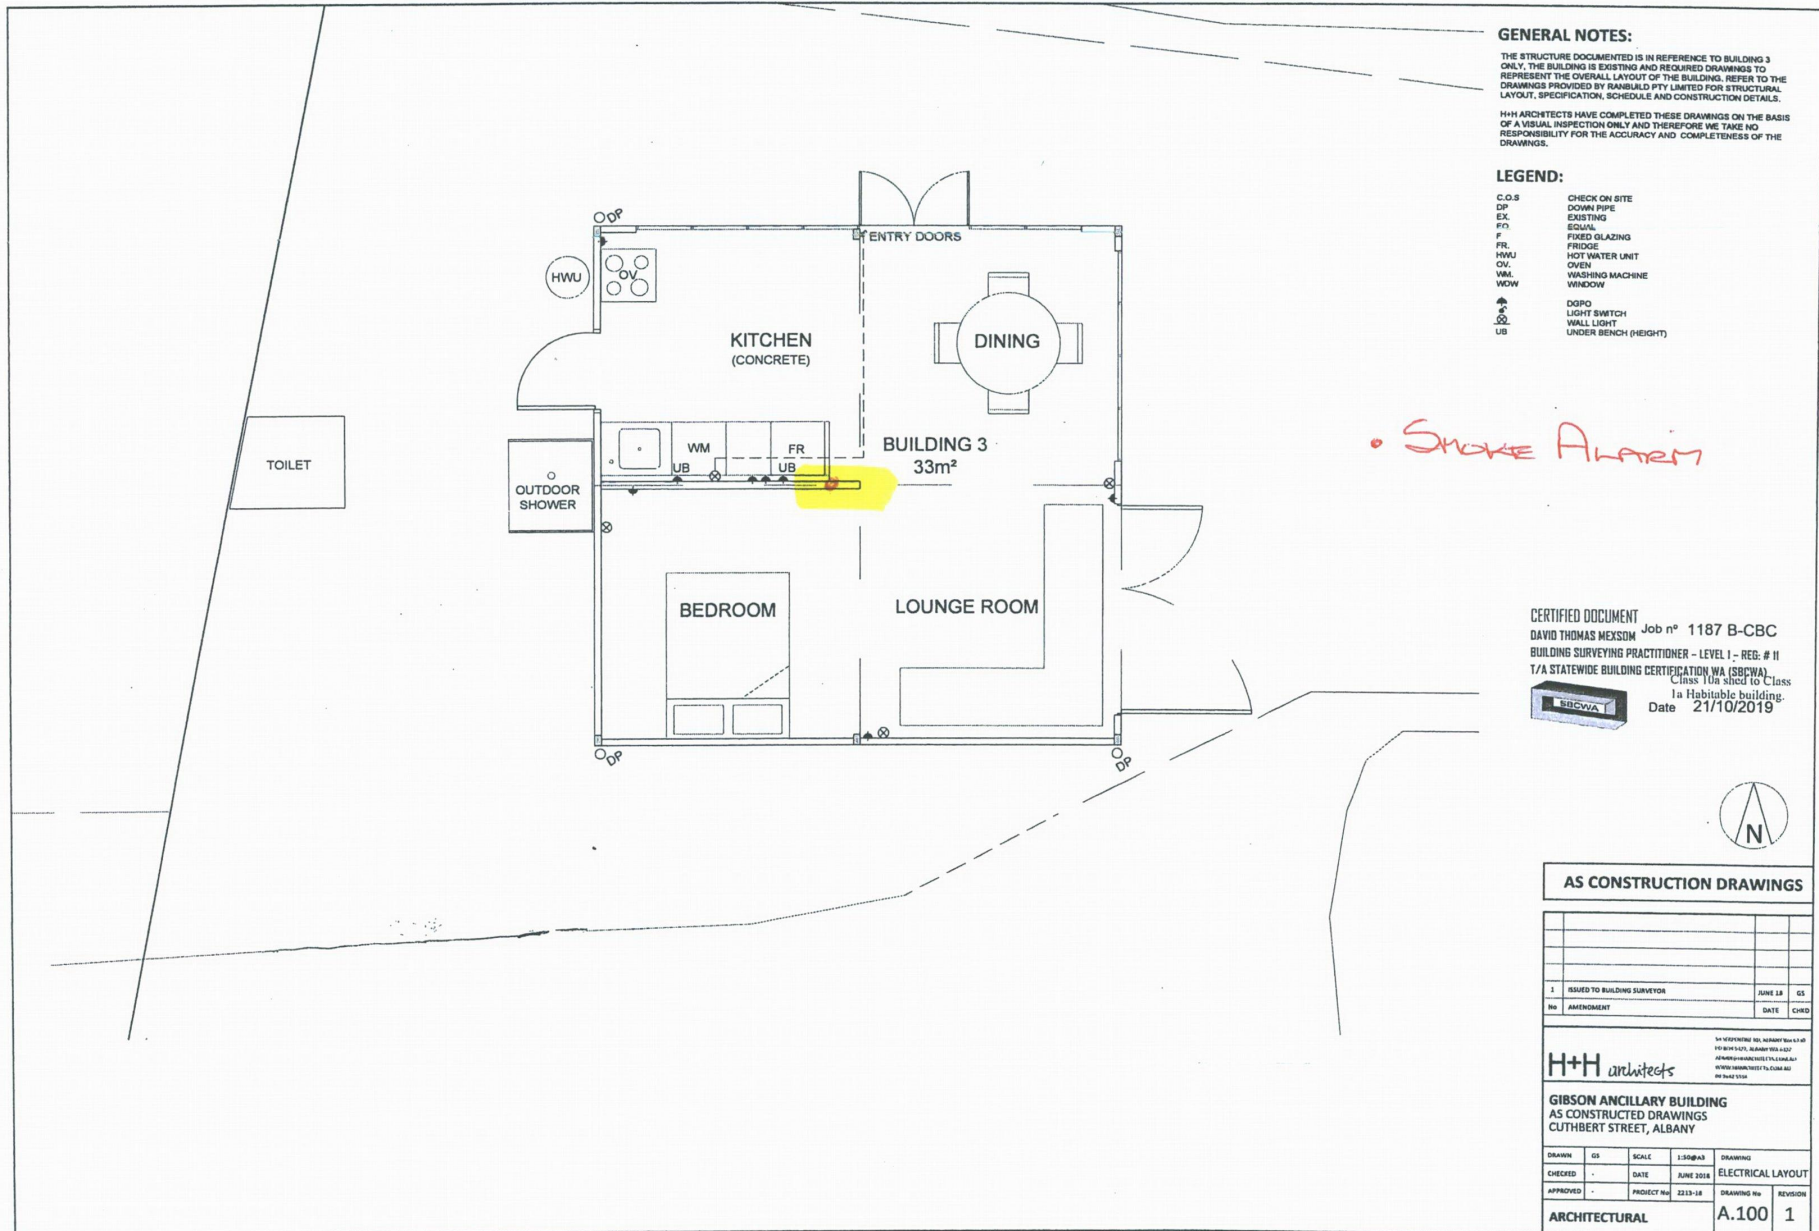 GENERAL NOTES:
THE STRUCTURE DOCUMENTED IS IN REFERENCE TO BUILDING 3
ONLY, THE BUILDING IS EXISTING AND REQUIRED DRAWINGS TO
REPRESENT THE OVERALL LAYOUT OF THE BUILDING. REFER TO THE
DRAWINGS PROVIDED BY RANBUILD PTY LIMITED FOR STRUCTURAL
LAYOUT, SPECIFICATION, SCHEDULE AND CONSTRUCTION DETAILS.
H+H ARCHITECTS HAVE COMPLETED THESE DRAWINGS ON THE BASIS
OF A VISUAL INSPECTION ONLY AND THEREFORE WE TAKE NO
RESPONSIBILITY FOR THE ACCURACY AND COMPLETENESS OF THE
DRAWINGS.
LEGEND:
C.O.S CHECK ON SITE
DP DOWN PIPE
EX. EXISTING
EQ. EQUAL
F FIXED GLAZING
FR. FRIDGE
HWU HOT WATER UNIT
OV. OVEN
WM. WASHING MACHINE
WDW WINDOW
DGPO
LIGHT SWITCH
WALL LIGHT
UB UNDER BENCH (HEIGHT)
DP
ENTRY DOORS
HWU
OV
KITCHEN
(CONCRETE)
DINING
WM
FR
UB
UB
BUILDING 3
33m²
TOILET
OUTDOOR
SHOWER
BEDROOM
LOUNGE ROOM
DP
DP
• SMOKE ALARM
CERTIFIED DOCUMENT
DAVID THOMAS MEXSOM Job nº 1187 B-CBC
BUILDING SURVEYING PRACTITIONER - LEVEL 1 - REG: # 11
T/A STATEWIDE BUILDING CERTIFICATION WA (SBCWA)
Class 10a shed to Class
1a Habitable building.
SBCWA
Date 21/10/2019
N
AS CONSTRUCTION DRAWINGS
1 ISSUED TO BUILDING SURVEYOR JUNE 18 GS
No AMENDMENT DATE CHKD
H+H architects
GIBSON ANCILLARY BUILDING
AS CONSTRUCTED DRAWINGS
CUTHBERT STREET, ALBANY
DRAWN GS SCALE 1:50@A3 DRAWING
CHECKED - DATE JUNE 2018 ELECTRICAL LAYOUT
APPROVED - PROJECT No 2213-18 DRAWING No REVISION
ARCHITECTURAL A.100 1